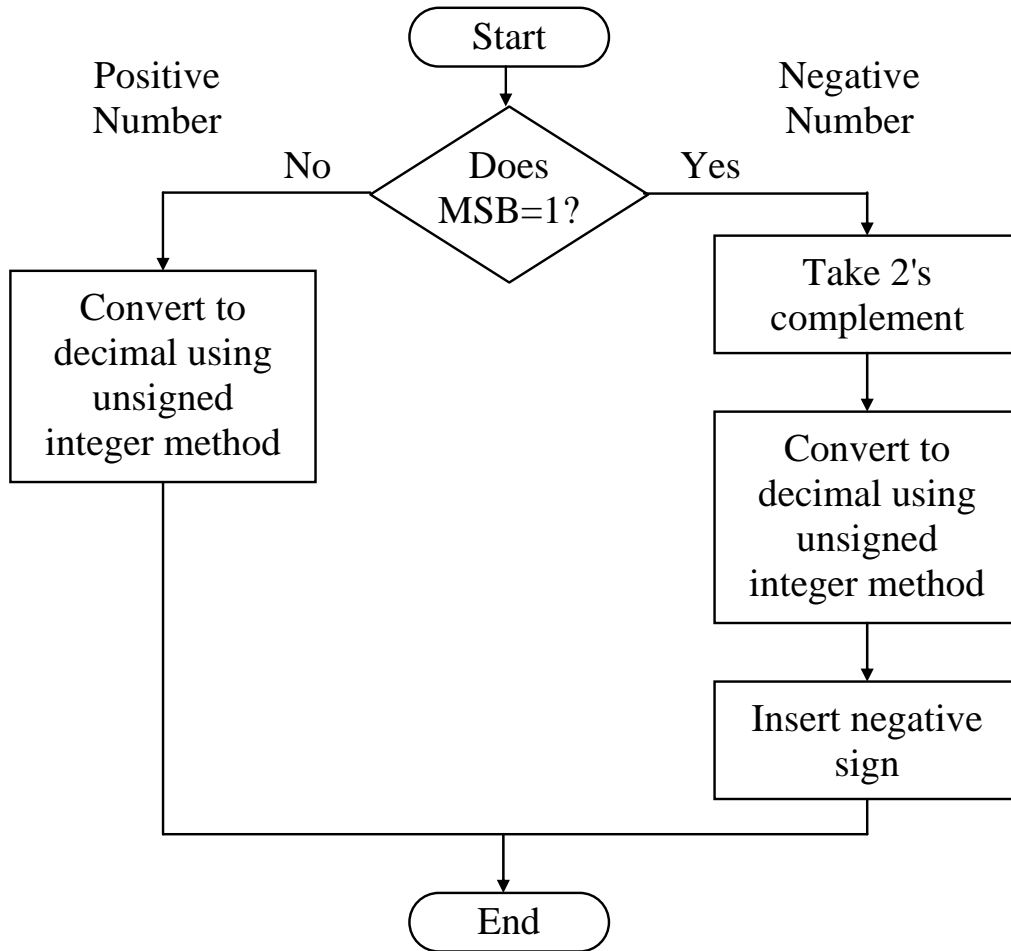 Start
Positive
Number
Negative
Number
No
Does
MSB=1?
Yes
Convert to
decimal using
unsigned
integer method
Take 2's
complement
Convert to
decimal using
unsigned
integer method
Insert negative
sign
End